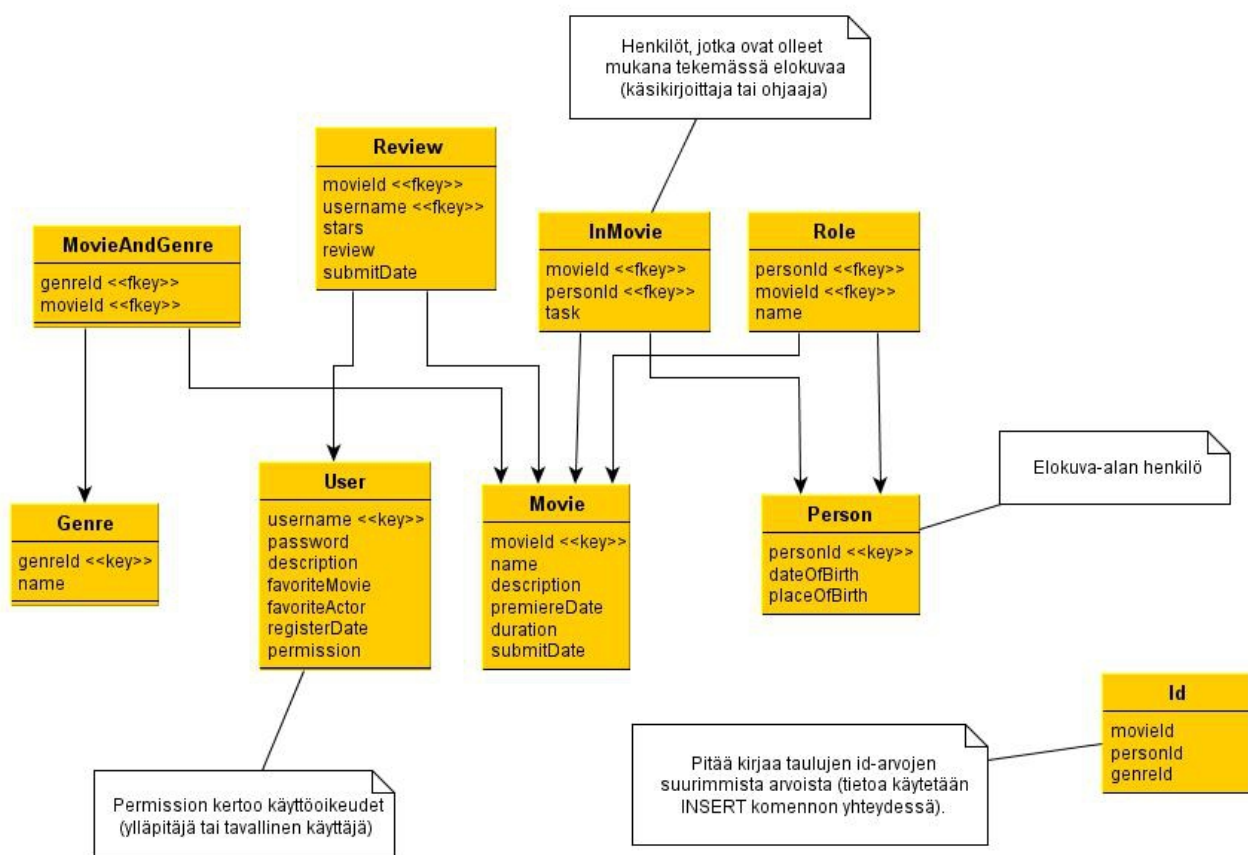 Henkilöt, jotka ovat olleet
mukana tekemässä elokuvaa
(käsikirjoittaja tai ohjaaja)
Review
movieId <<fkey>>
username <<fkey>>
stars
review
submitDate
MovieAndGenre
genreId <<fkey>>
movieId <<fkey>>
InMovie
movieId <<fkey>>
personId <<fkey>>
task
Role
personId <<fkey>>
movieId <<fkey>>
name
Elokuva-alan henkilö
Genre
genreId <<key>>
name
User
username <<key>>
password
description
favoriteMovie
favoriteActor
registerDate
permission
Movie
movieId <<key>>
name
description
premiereDate
duration
submitDate
Person
personId <<key>>
dateOfBirth
placeOfBirth
Id
movieId
personId
genreId
Pitää kirjaa taulujen id-arvojen
suurimmista arvoista (tietoa käytetään
INSERT komennon yhteydessä).
Permission kertoo käyttöoikeudet
(ylläpitäjä tai tavallinen käyttäjä)